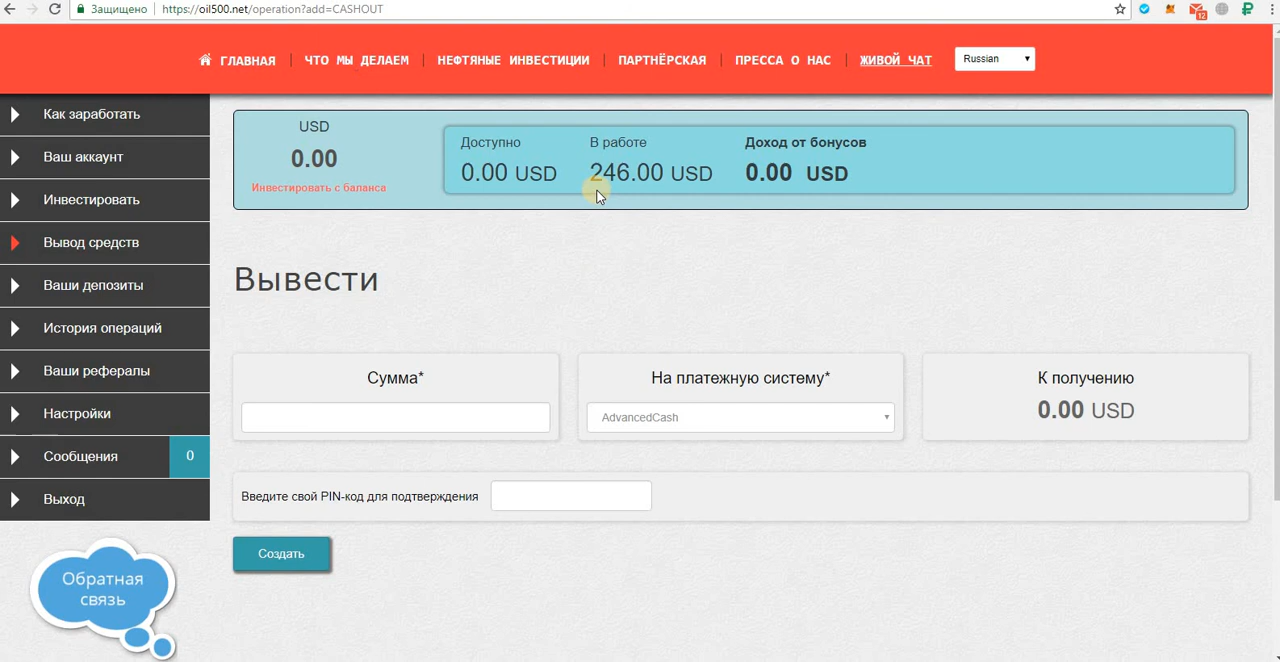 Защищено
https://oil500.net/operation?add=CASHOUT
12
ГЛАВНАЯ
ЧТО МЫ ДЕЛАЕМ
НЕФТЯНЫЕ ИНВЕСТИЦИИ
ПАРТНЁРСКАЯ
ПРЕССА О НАС
ЖИВОЙ ЧАТ
Russian
Как заработать
Ваш аккаунт
Инвестировать
Вывод средств
Ваши депозиты
История операций
Ваши рефералы
Настройки
Сообщения 0
Выход
Обратная
связь
USD
0.00
Инвестировать с баланса
Доступно
0.00 USD
В работе
246.00 USD
Доход от бонусов
0.00 USD
Вывести
Сумма*
На платежную систему*
AdvancedCash
К получению
0.00 USD
Введите свой PIN-код для подтверждения
Создать